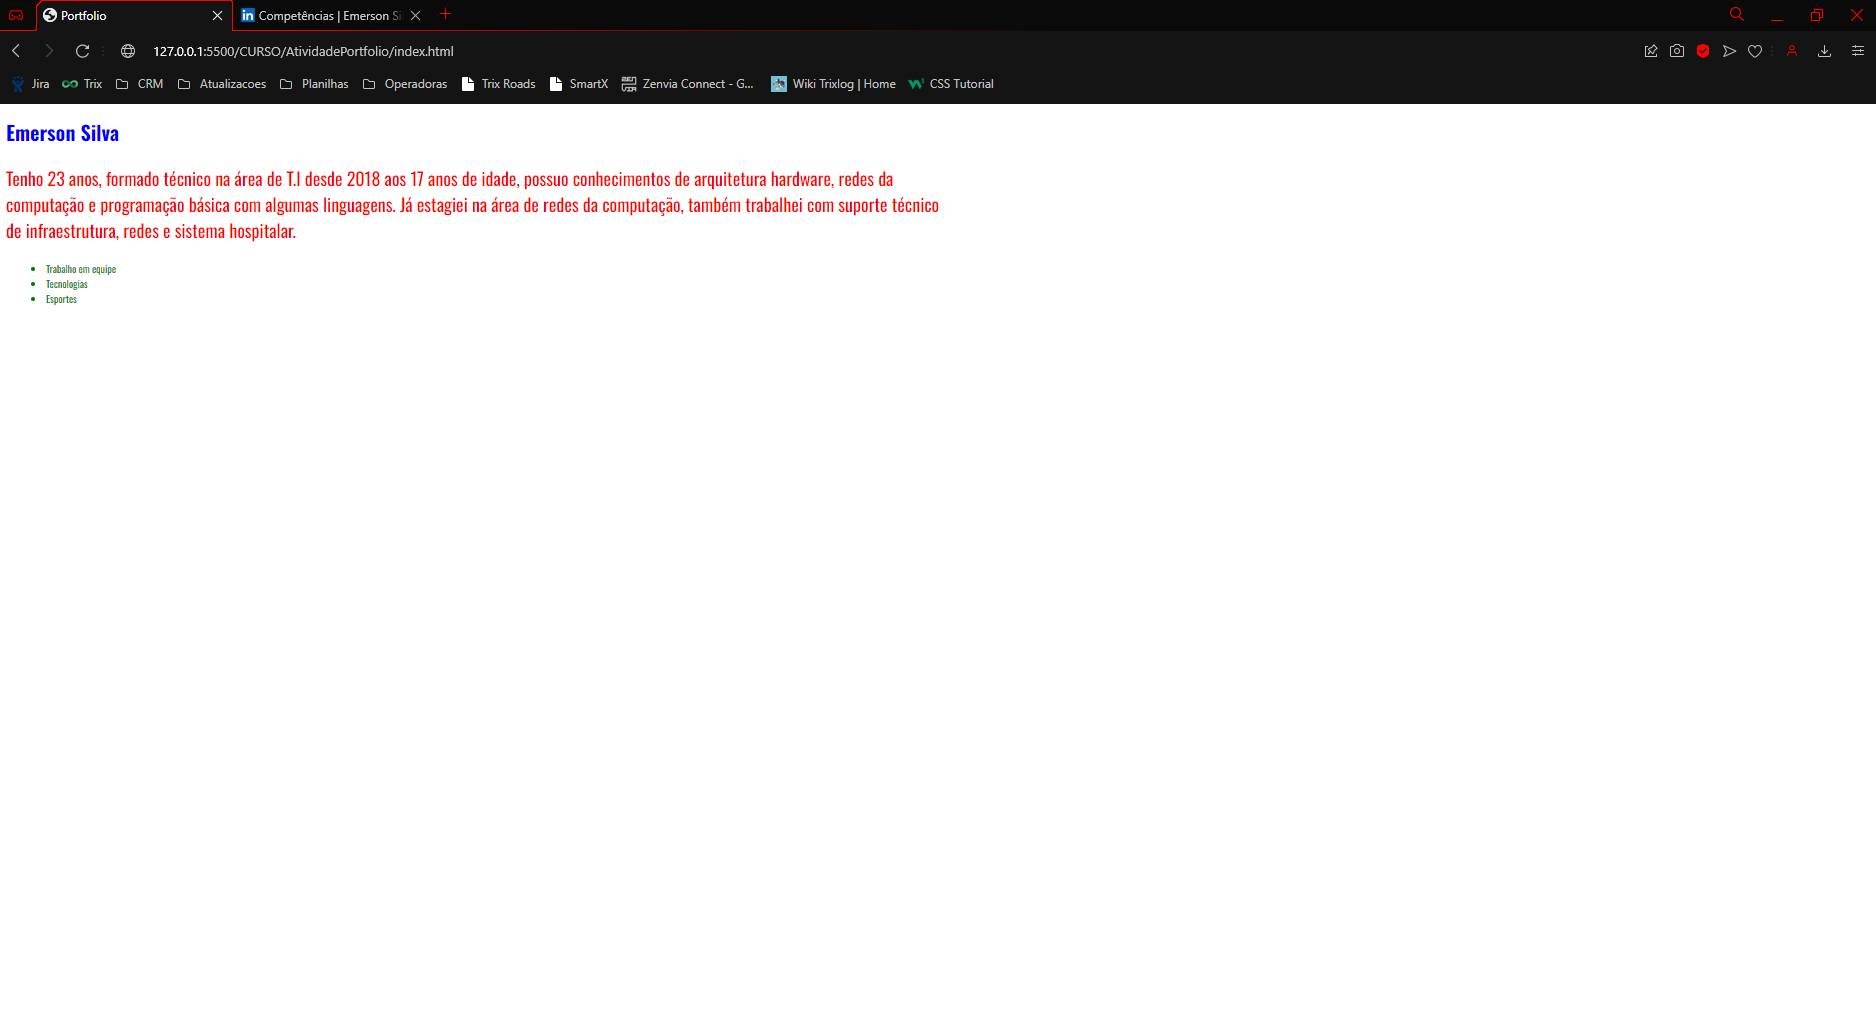 Portfolio
Competências | Emerson Si
127.0.0.1:5500/CURSO/AtividadePortfolio/index.html
Jira Trix CRM Atualizacoes Planilhas Operadoras Trix Roads SmartX Zenvia Connect - G... Wiki Trixlog | Home CSS Tutorial
Emerson Silva
Tenho 23 anos, formado técnico na área de T.I desde 2018 aos 17 anos de idade, possuo conhecimentos de arquitetura hardware, redes da
computação e programação básica com algumas linguagens. Já estagiei na área de redes da computação, também trabalhei com suporte técnico
de infraestrutura, redes e sistema hospitalar.
Trabalho em equipe
Tecnologias
Esportes